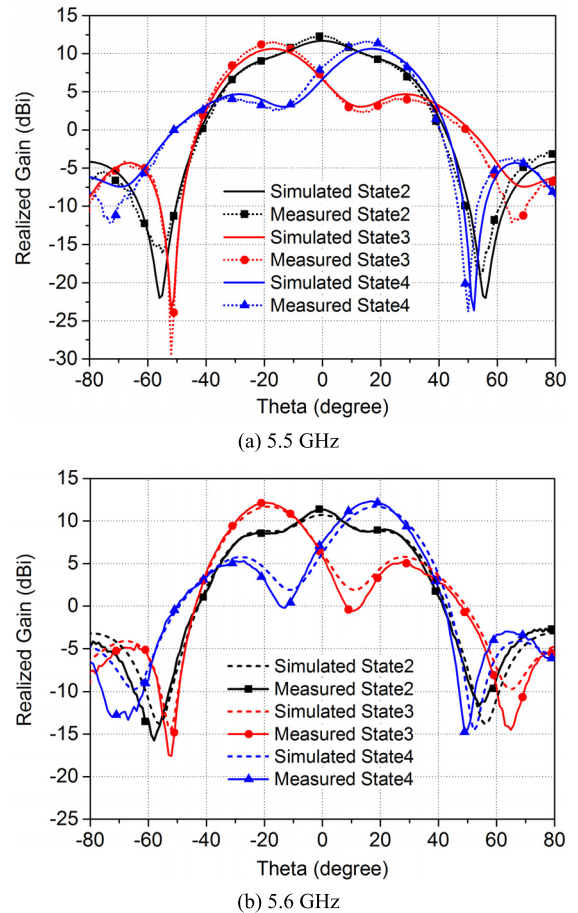 15
10
5
0
-5
-10
-15
-20
-25
-30
Realized Gain (dBi)
Simulated State2
Measured State2
Simulated State3
Measured State3
Simulated State4
Measured State4
-80 -60 -40 -20 0 20 40 60 80
Theta (degree)
(a) 5.5 GHz
15
10
5
0
-5
-10
-15
-20
-25
Realized Gain (dBi)
Simulated State2
Measured State2
Simulated State3
Measured State3
Simulated State4
Measured State4
-80 -60 -40 -20 0 20 40 60 80
Theta (degree)
(b) 5.6 GHz